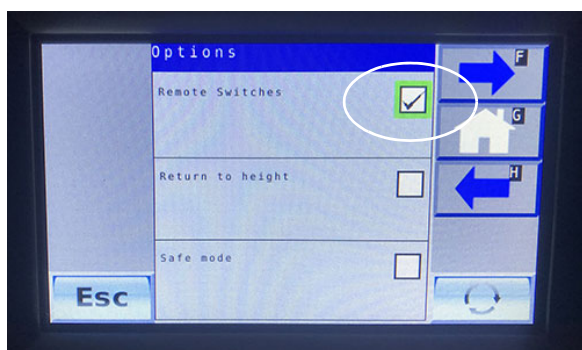 Options
F
Remote Switches
G
Return to height
H
Safe mode
Esc